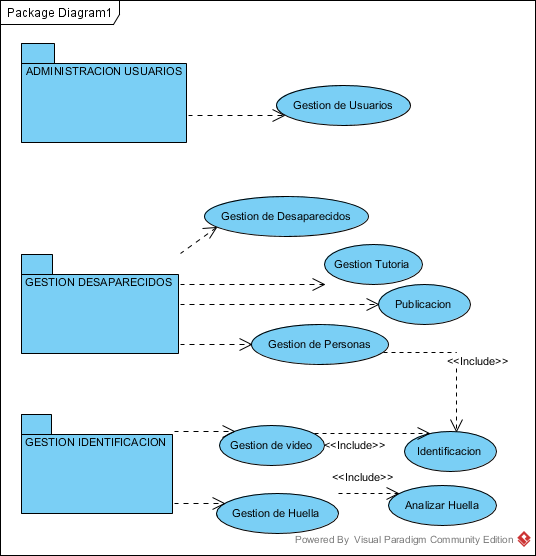 Package Diagram1
ADMINISTRACION USUARIOS
Gestion de Usuarios
Gestion de Desaparecidos
Gestion Tutoria
GESTION DESAPARECIDOS
Publicacion
Gestion de Personas
<<Include>>
GESTION IDENTIFICACION
Gestion de video
<<Include>>
Identificacion
<<Include>>
Gestion de Huella
Analizar Huella
Powered By Visual Paradigm Community Edition